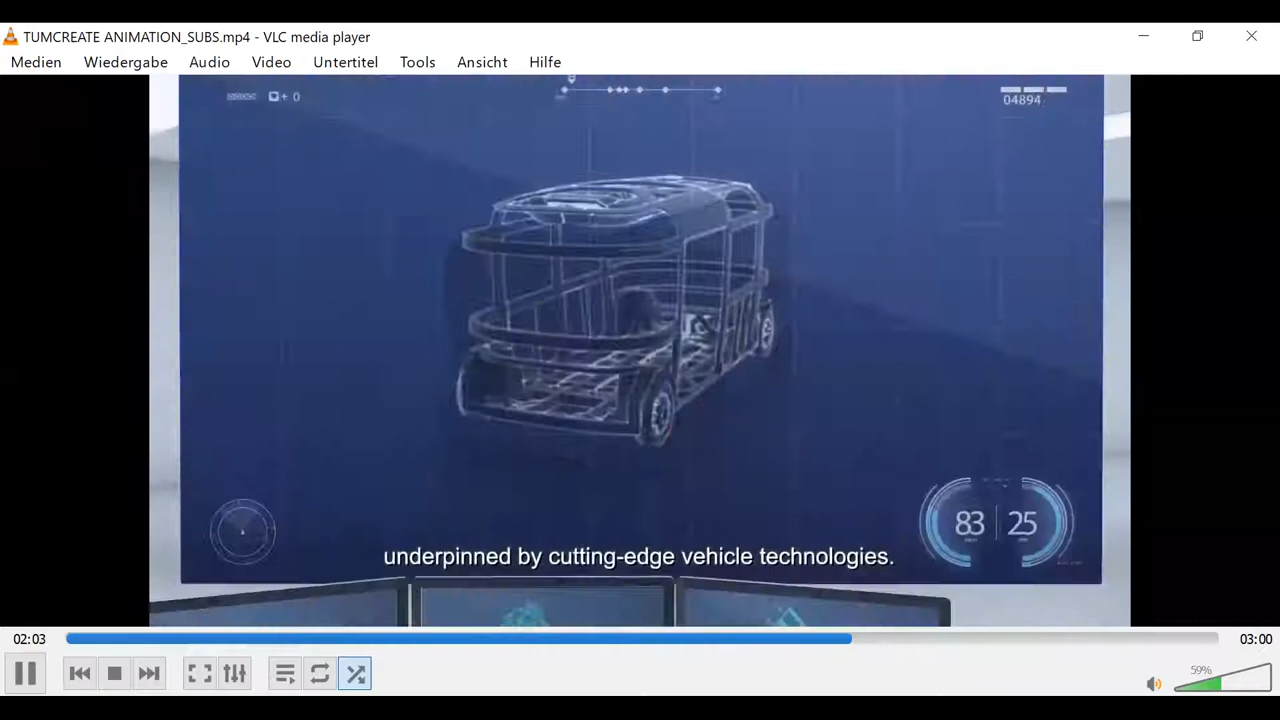 TUMCREATE ANIMATION_SUBS.mp4 - VLC media player
Medien Wiedergabe Audio Video Untertitel Tools Ansicht Hilfe
+ 0
04894
83 25
underpinned by cutting-edge vehicle technologies.
02:03
03:00
59%